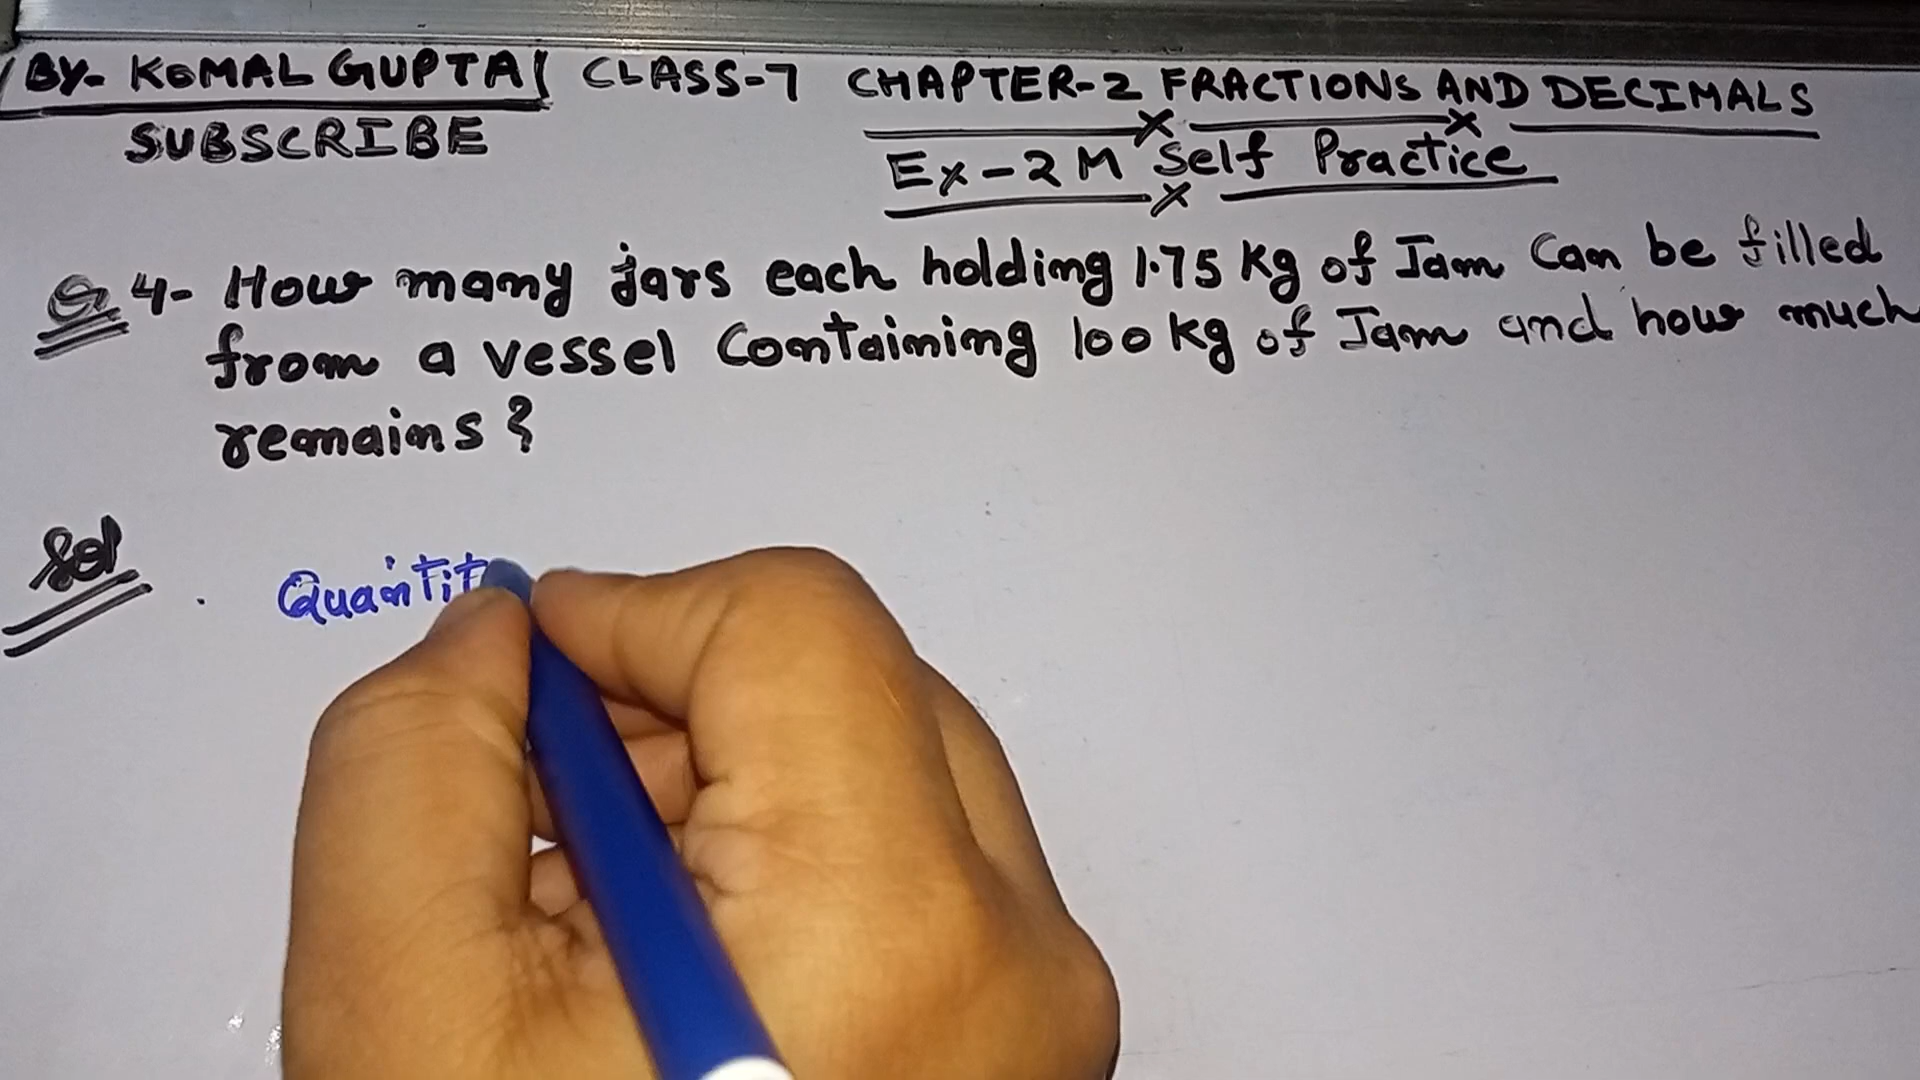 BY- KOMAL GUPTA CLASS-7 CHAPTER-2 FRACTIONS AND DECIMALS
SUBSCRIBE
Ex-2M Self Practice
Q4- How many jars each holding 1.75 Kg of Jam Can be filled
from a vessel Containing 100 Kg of Jam and how much
remains?
Sol
Quantit